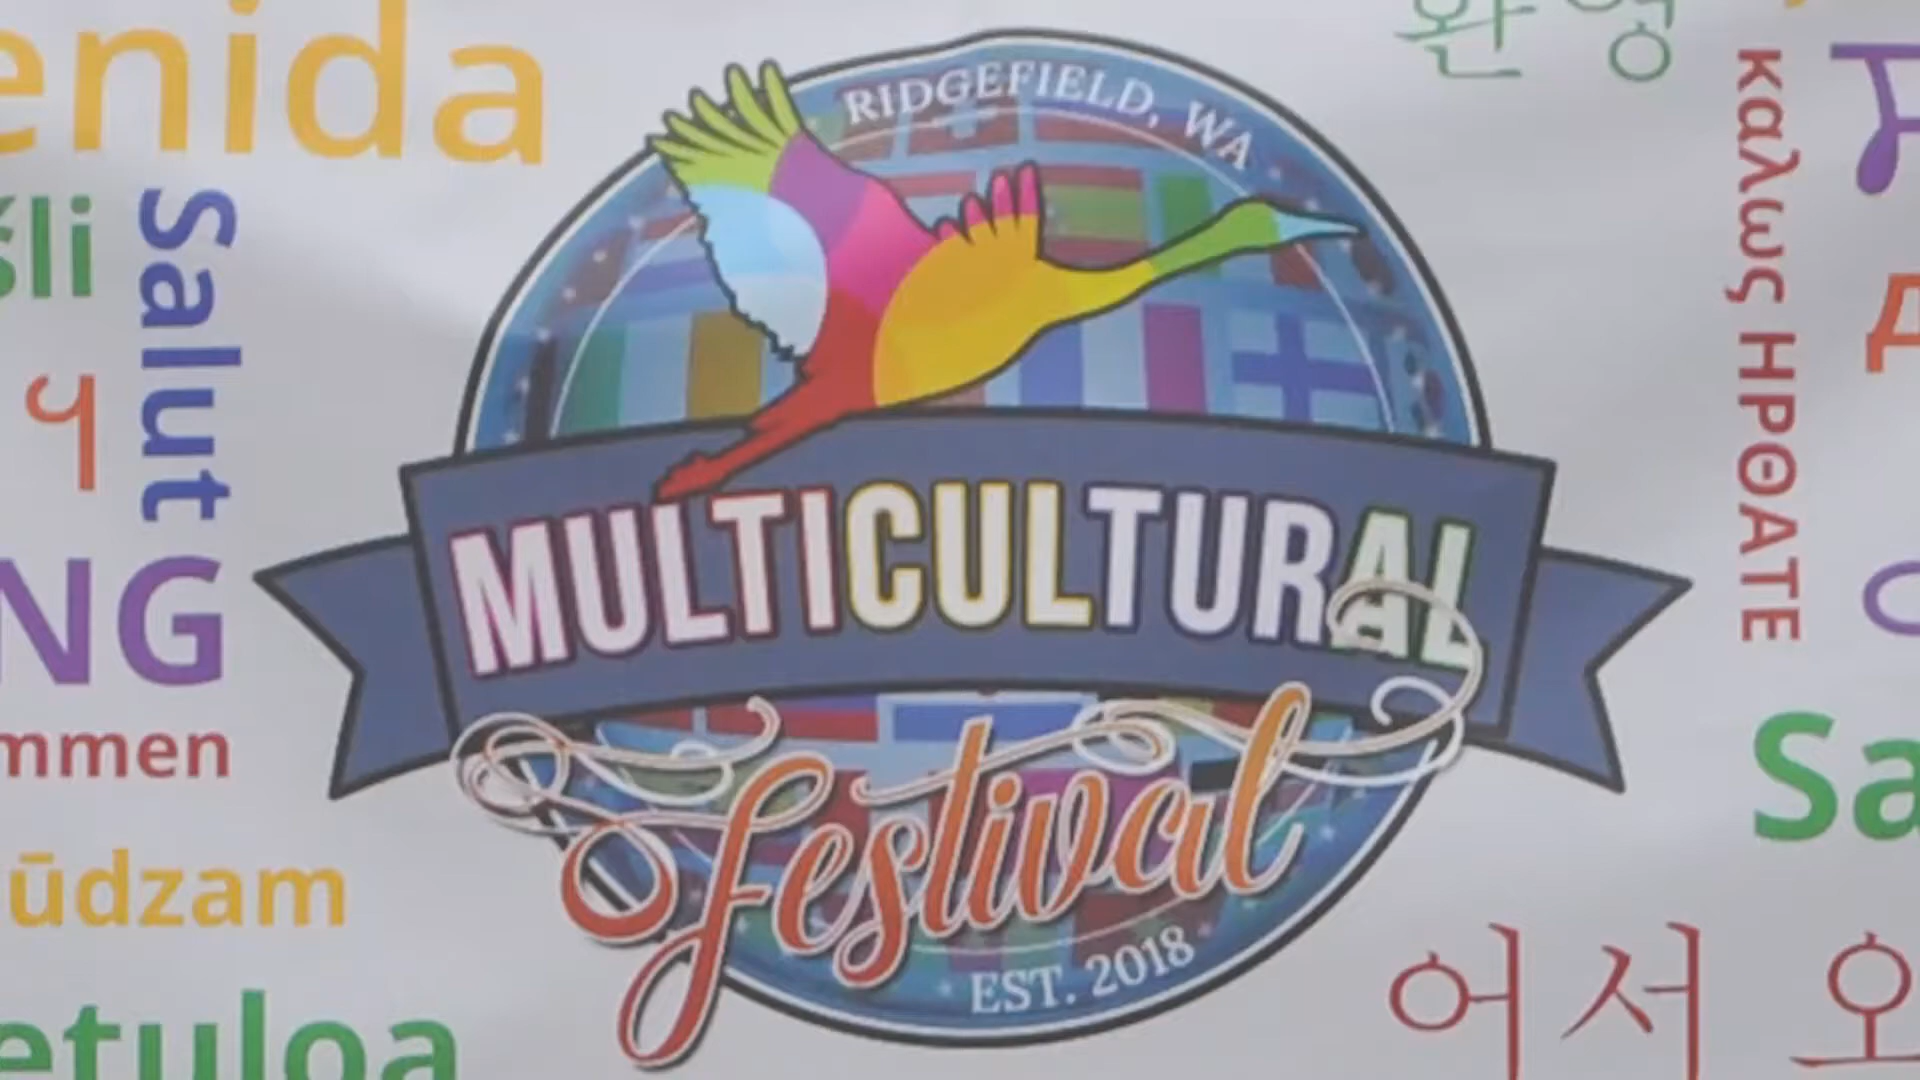 enida
šli
Salut
NG
mmen
ūdzam
etuloa
RIDGEFIELD, WA
MULTICULTURAL
Festival
EST. 2018
환영
καλως ΗΡΘΑΤΕ
Sa
어서 오